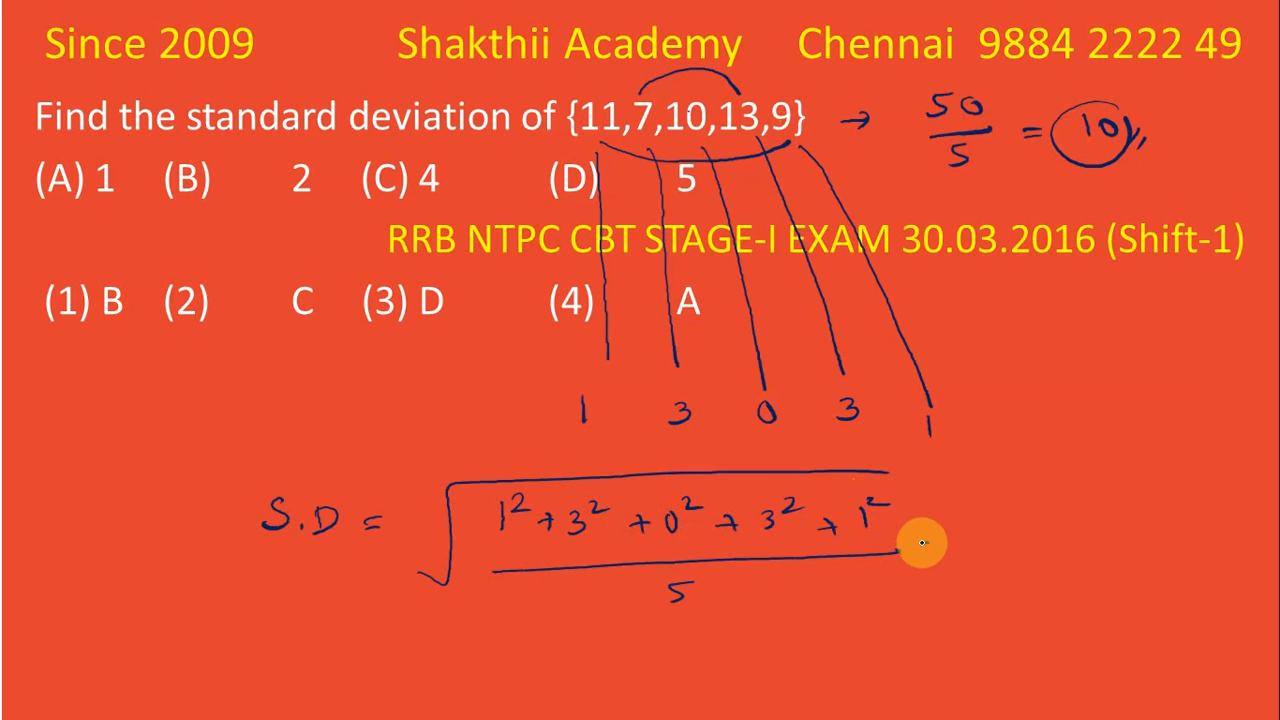 Since 2009 Shakthii Academy Chennai 9884 2222 49
Find the standard deviation of {11,7,10,13,9} → 50/5 = 10
(A) 1 (B) 2 (C) 4 (D) 5
RRB NTPC CBT STAGE-I EXAM 30.03.2016 (Shift-1)
(1) B (2) C (3) D (4) A
1 3 0 3 1
S.D = √(1² + 3² + 0² + 3² + 1²
5